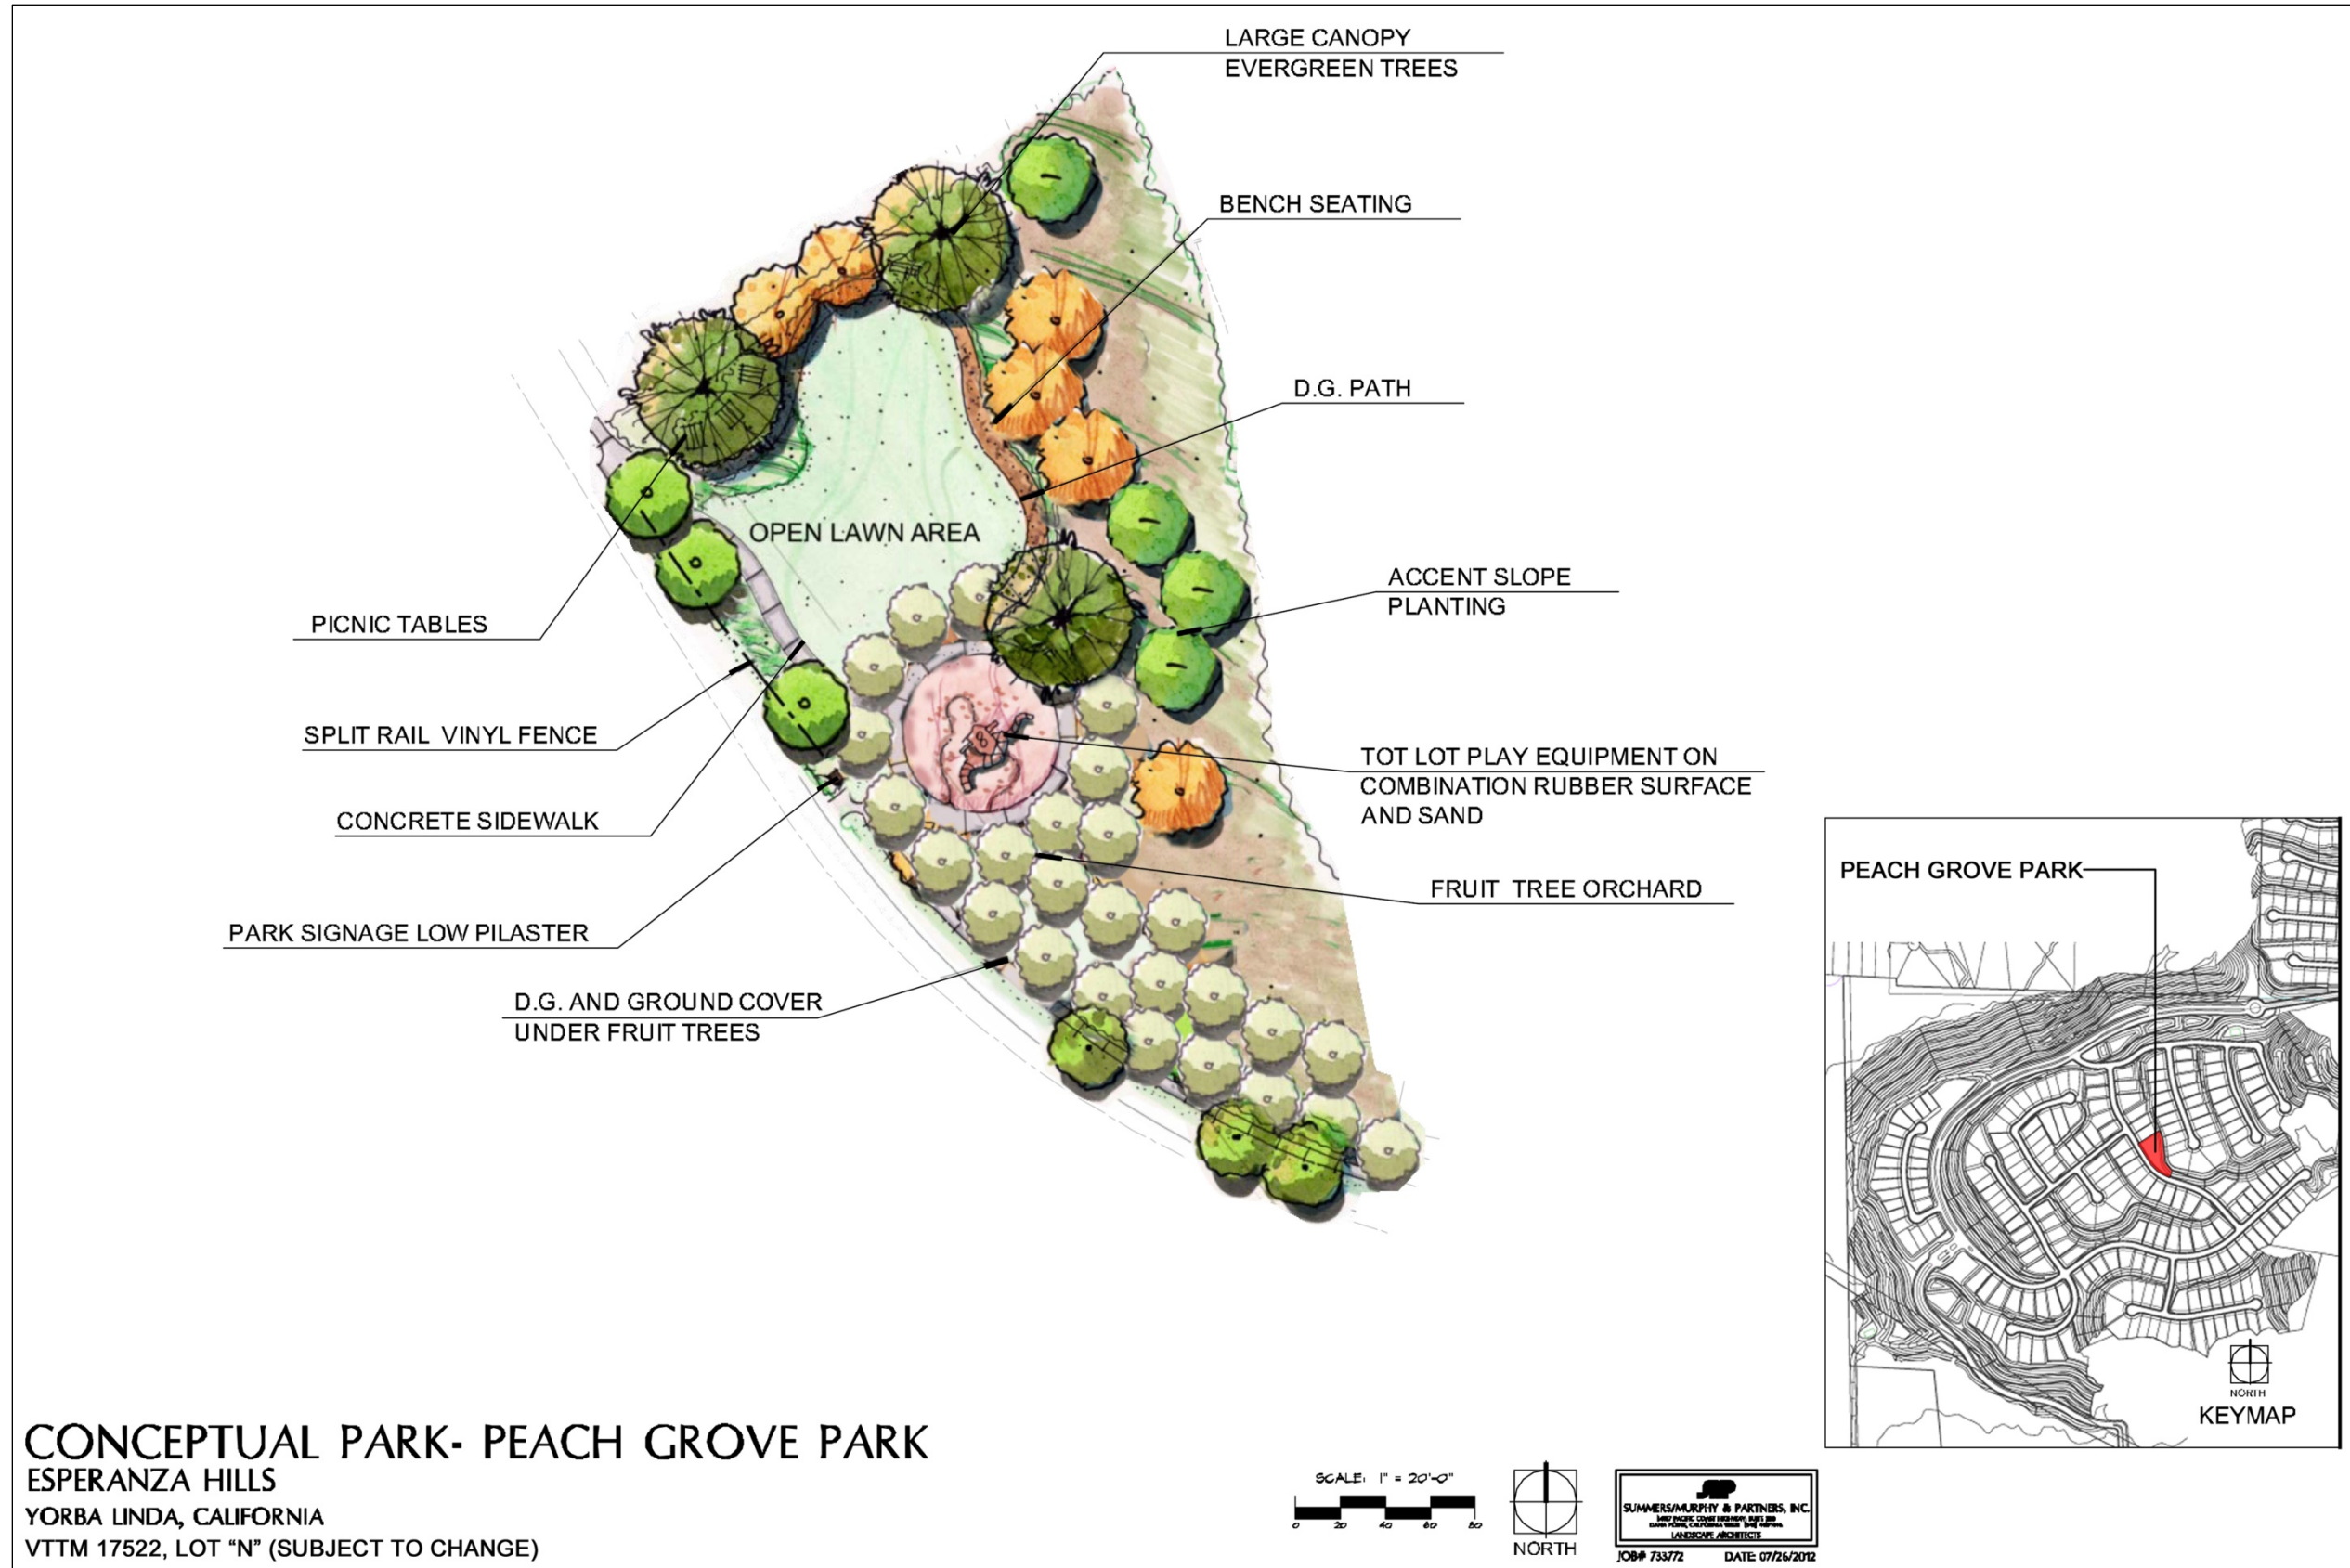 LARGE CANOPY
EVERGREEN TREES
BENCH SEATING
D.G. PATH
OPEN LAWN AREA
ACCENT SLOPE
PLANTING
PICNIC TABLES
SPLIT RAIL  VINYL FENCE
TOT LOT PLAY EQUIPMENT ON
COMBINATION RUBBER SURFACE
AND SAND
CONCRETE SIDEWALK
FRUIT  TREE ORCHARD
PARK SIGNAGE LOW PILASTER
D.G. AND GROUND COVER
UNDER FRUIT TREES
PEACH GROVE PARK
NORTH
KEYMAP
CONCEPTUAL PARK- PEACH GROVE PARK
ESPERANZA HILLS
YORBA LINDA, CALIFORNIA
VTTM 17522, LOT “N” (SUBJECT TO CHANGE)
SCALE: 1" = 20'-0"
0 20 40 60 80
NORTH
SUMMERS/MURPHY & PARTNERS, INC.
LANDSCAPE ARCHITECTS
JOB# 733772 DATE: 07/26/2012